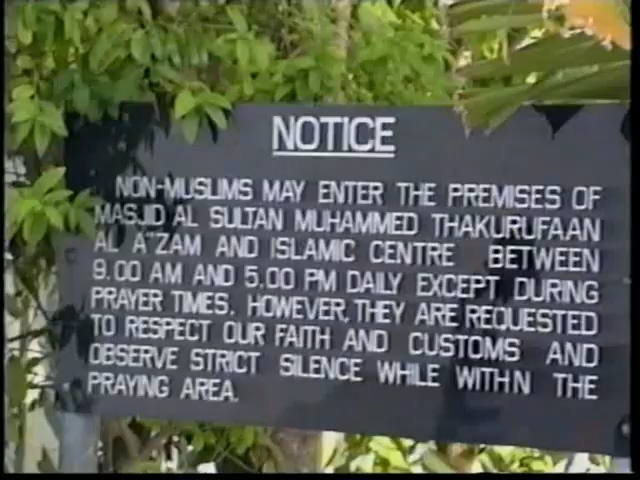 NOTICE
NON-MUSLIMS MAY ENTER THE PREMISES OF
MASJID AL SULTAN MUHAMMED THAKURUFAAN
AL A"ZAM AND ISLAMIC CENTRE BETWEEN
9.00 AM AND 5.00 PM DAILY EXCEPT DURING
PRAYER TIMES. HOWEVER, THEY ARE REQUESTED
TO RESPECT OUR FAITH AND CUSTOMS AND
OBSERVE STRICT SILENCE WHILE WITH N THE
PRAYING AREA.